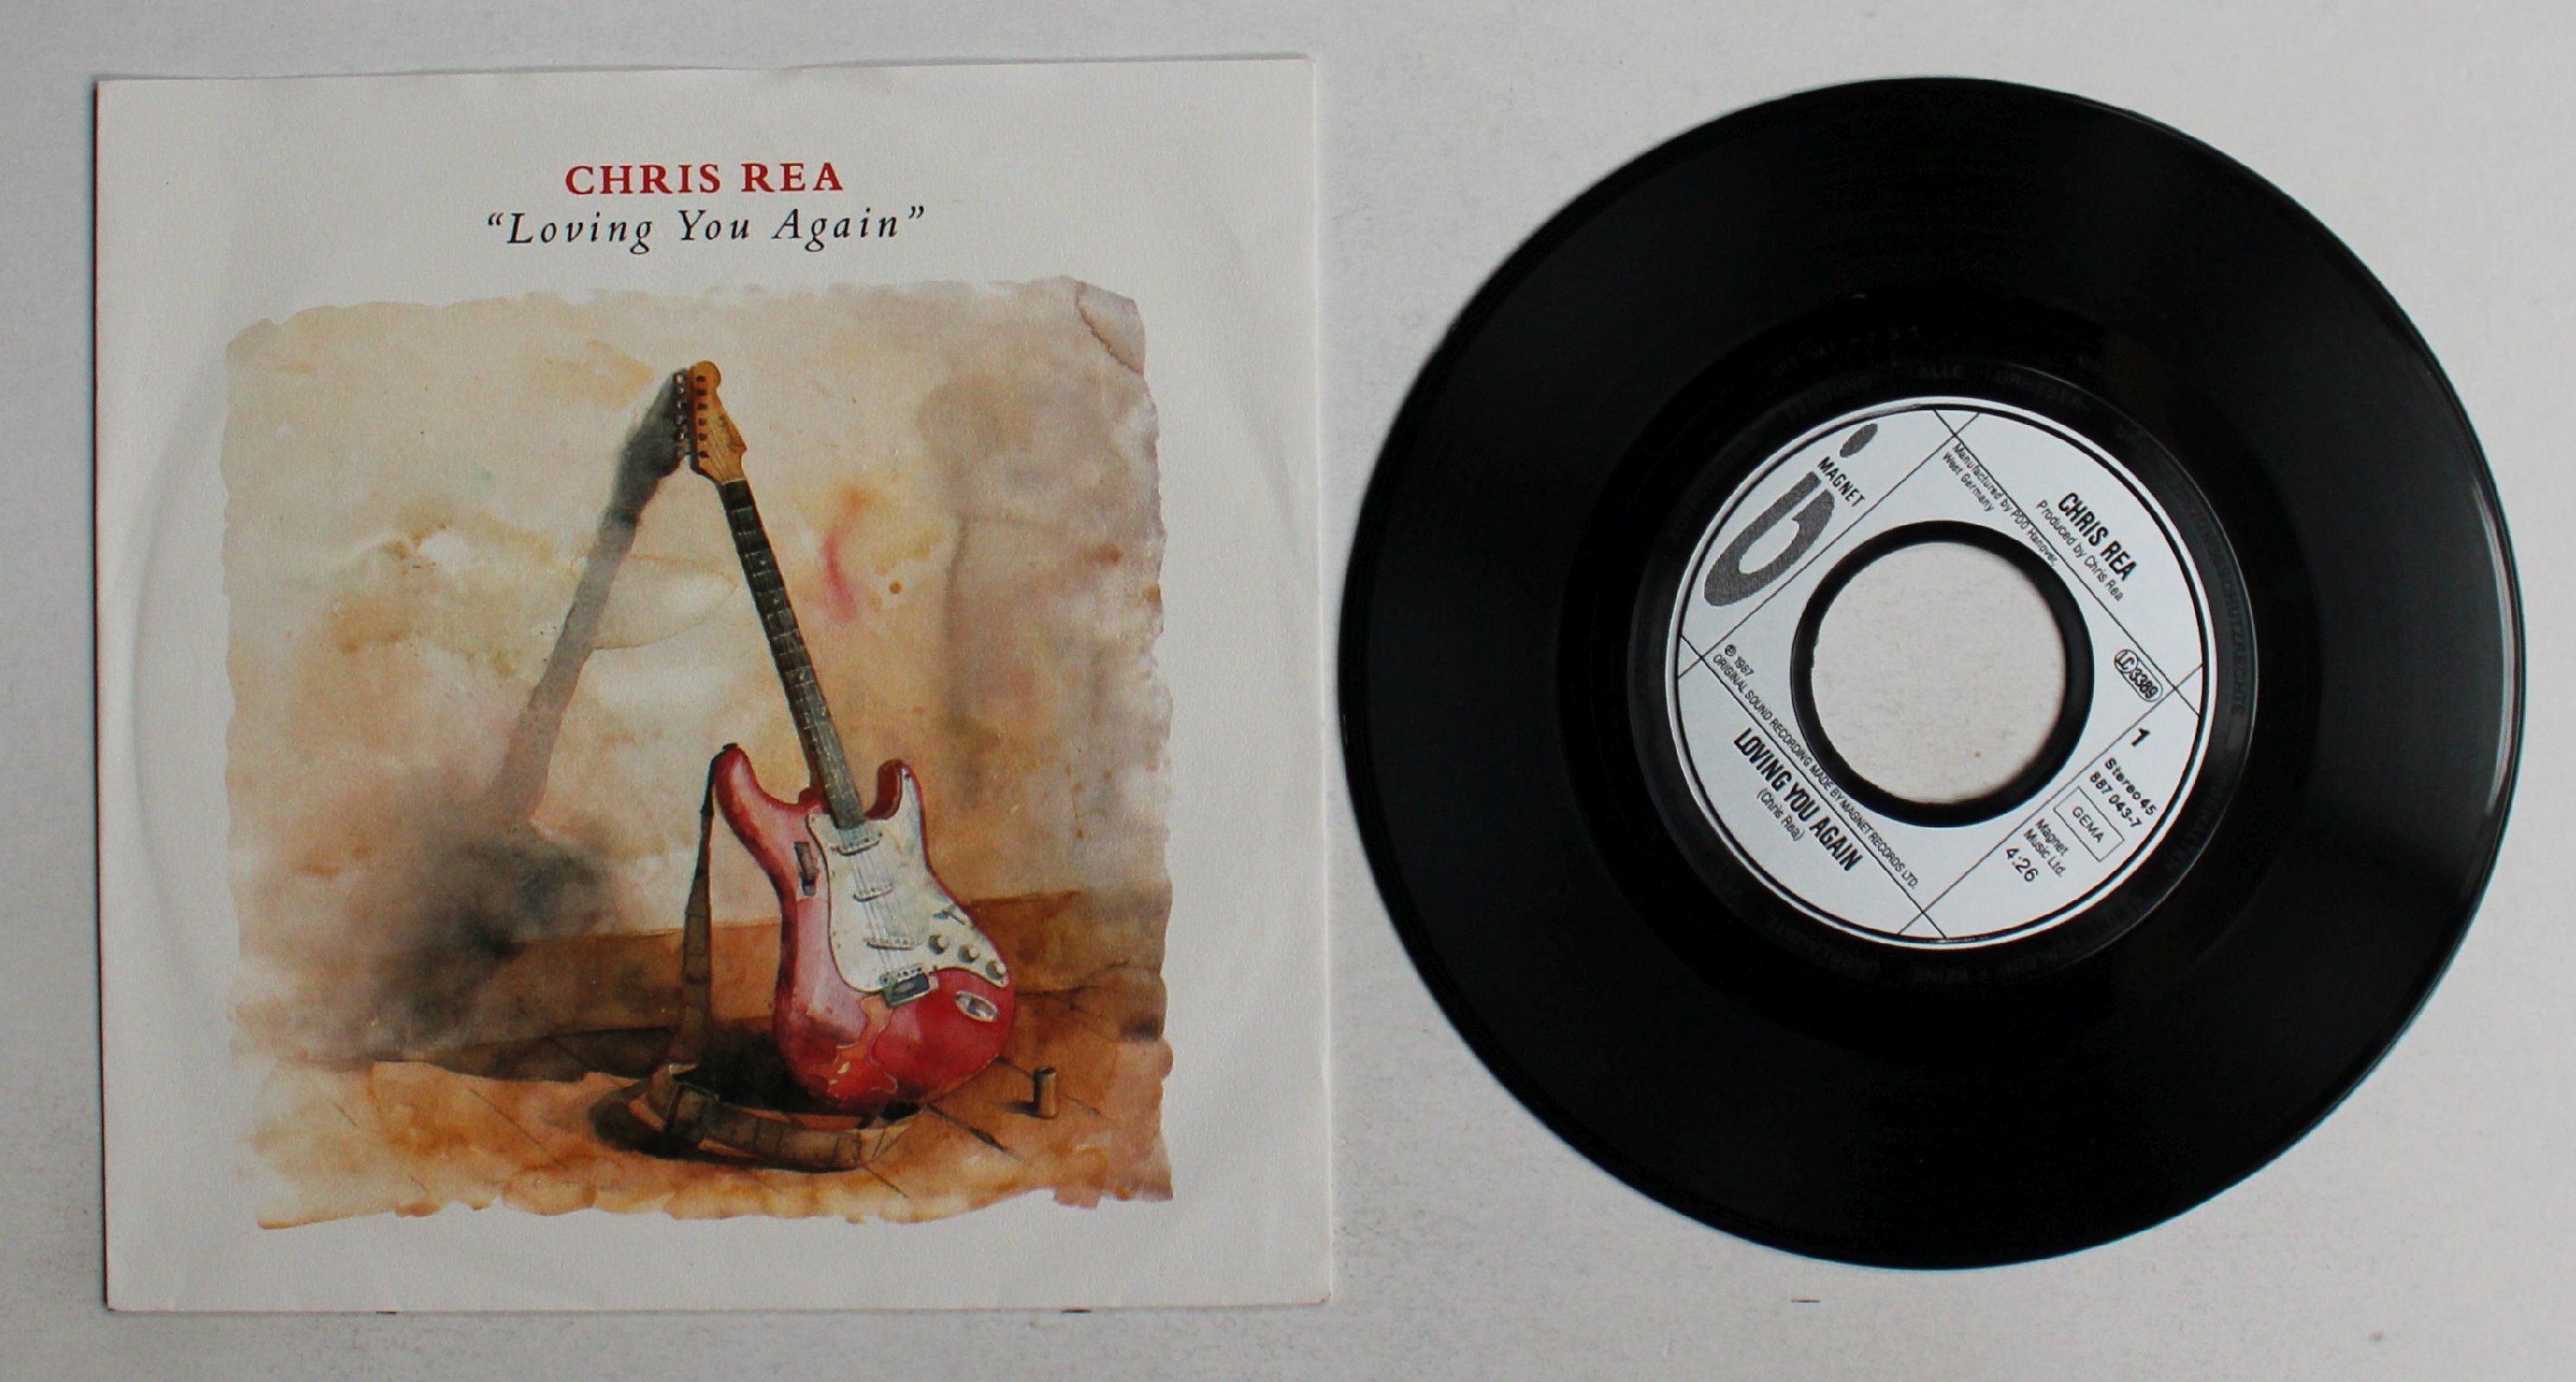 CHRIS REA
“Loving You Again”
MAGNET
Manufactured by PDO Hanover,
West Germany
CHRIS REA
Produced by Chris Rea
LC 3389
1
Stereo 45
887 043-7
GEMA
Magnet
Music Ltd.
4:26
℗ 1987
ORIGINAL SOUND RECORDING MADE BY MAGNET RECORDS LTD.
LOVING YOU AGAIN
(Chris Rea)